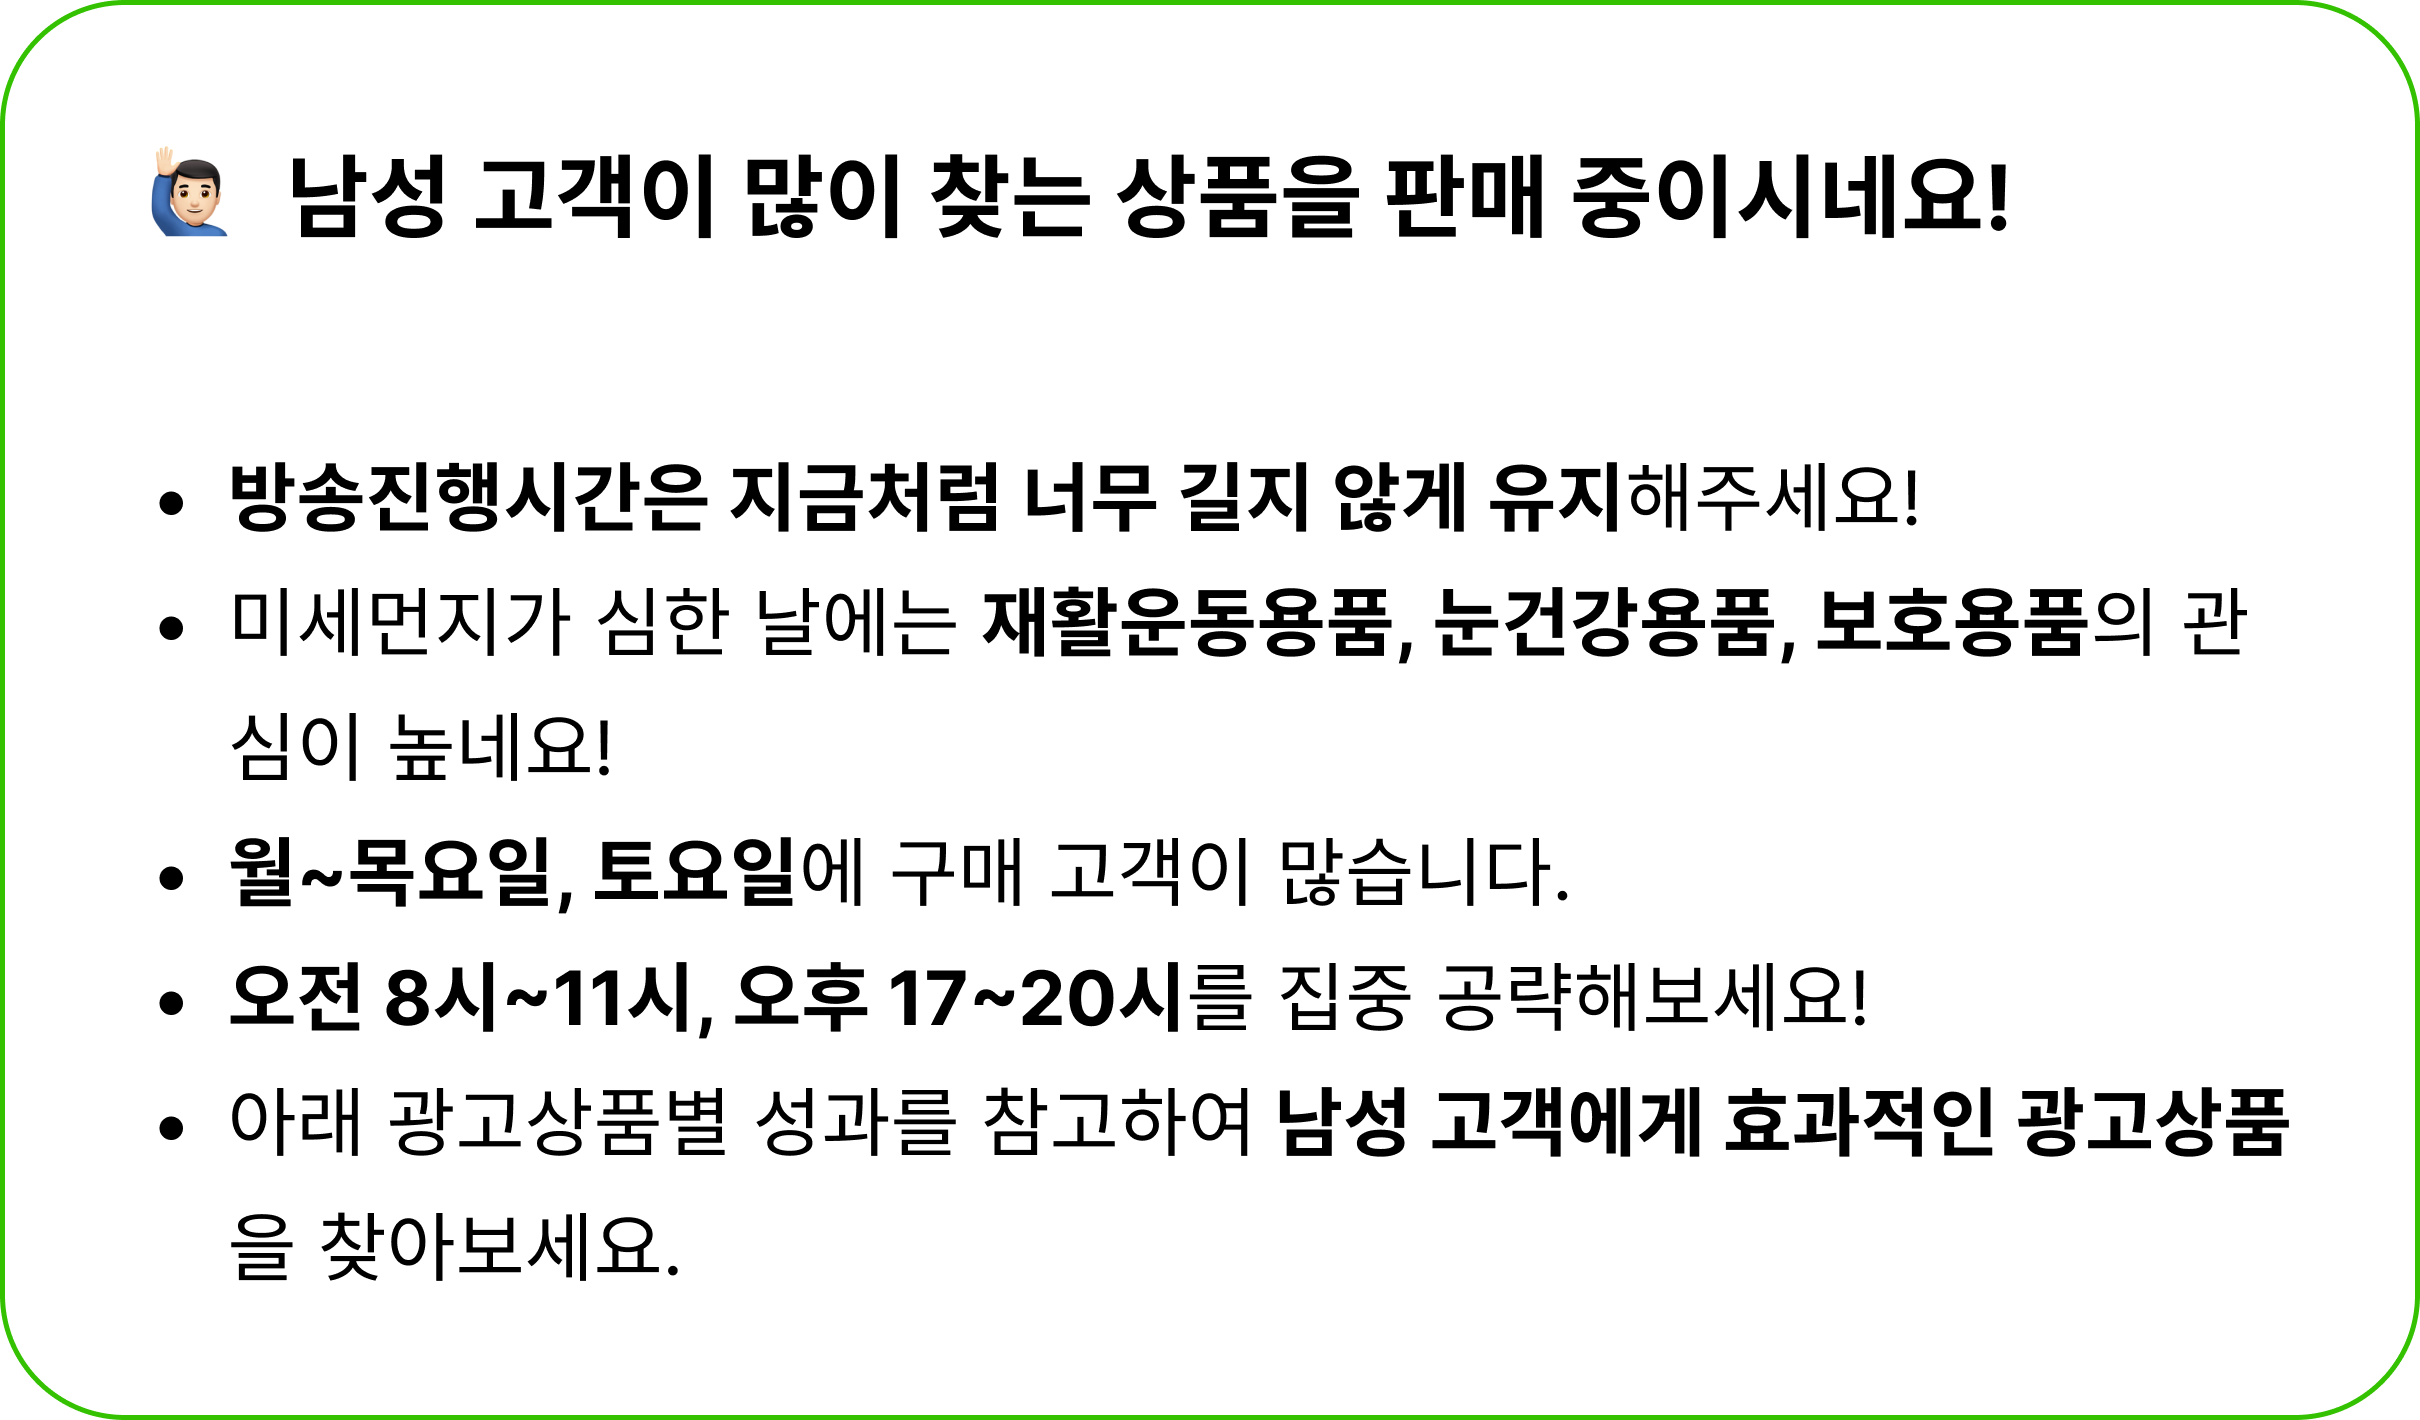 남성 고객이 많이 찾는 상품을 판매 중이시네요!
• 방송진행시간은 지금처럼 너무 길지 않게 유지해주세요!
• 미세먼지가 심한 날에는 재활운동용품, 눈건강용품, 보호용품의 관
심이 높네요!
• 월~목요일, 토요일에 구매 고객이 많습니다.
• 오전 8시~11시, 오후 17~20시를 집중 공략해보세요!
• 아래 광고상품별 성과를 참고하여 남성 고객에게 효과적인 광고상품
을 찾아보세요.